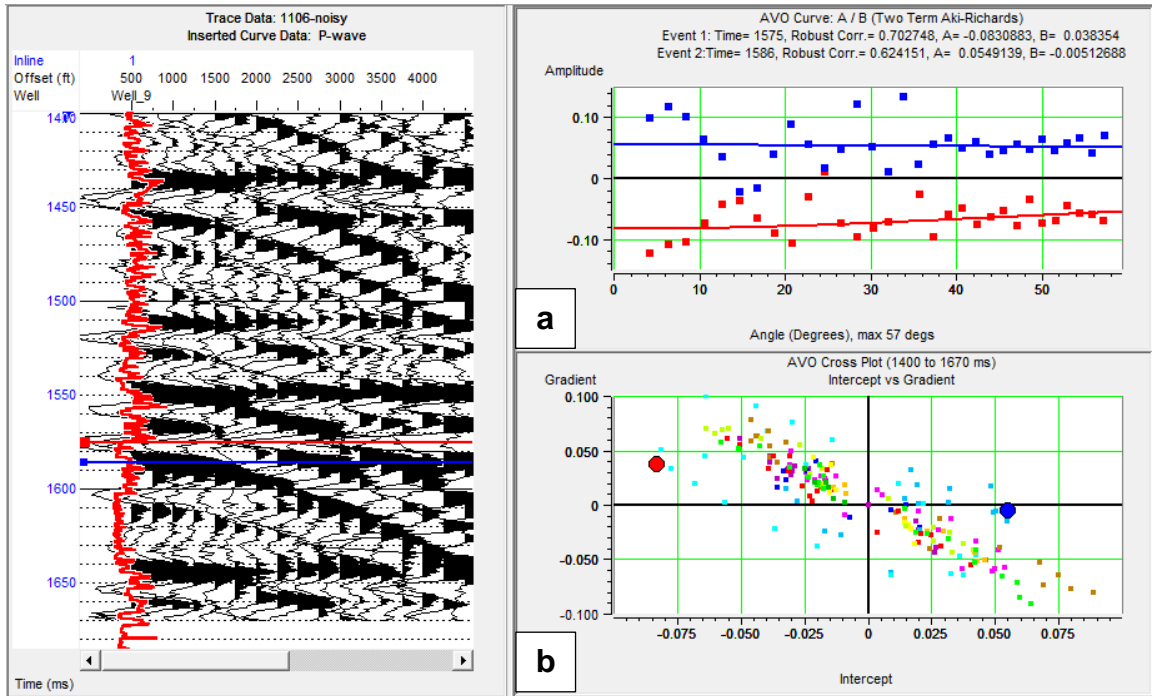 Trace Data: 1106-noisy
Inserted Curve Data: P-wave
Inline 1
Offset (ft) 500 1000 1500 2000 2500 3000 3500 4000
Well Well_9
1450
1500
1550
1600
1650
Time (ms)
AVO Curve: A / B (Two Term Aki-Richards)
Event 1: Time= 1575, Robust Corr.= 0.702748, A= -0.0830883, B= 0.038354
Event 2:Time= 1586, Robust Corr.= 0.624151, A= 0.0549139, B= -0.00512688
Amplitude
0.10
0
-0.10
0 10 20 30 40 50
a
Angle (Degrees), max 57 degs
AVO Cross Plot (1400 to 1670 ms)
Gradient Intercept vs Gradient
0.100
0.050
0
-0.050
-0.100
-0.075 -0.050 -0.025 0 0.025 0.050 0.075
b
Intercept